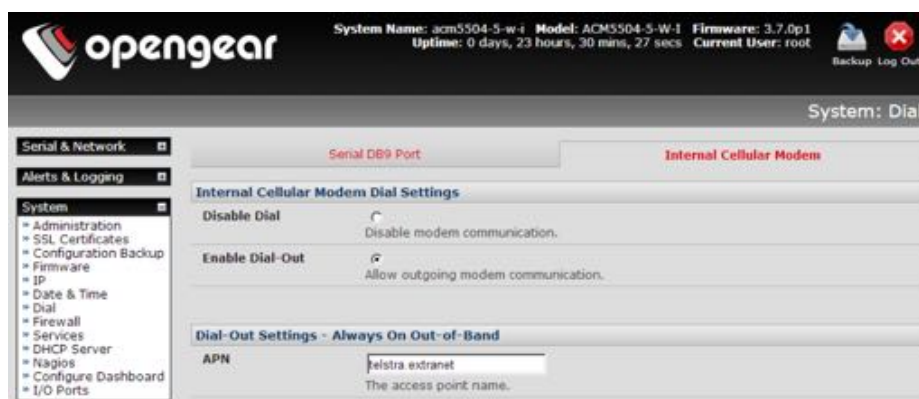 opengear
System Name: acm5504-5-w-i Model: ACM5504-5-W-I Firmware: 3.7.0p1
Uptime: 0 days, 23 hours, 30 mins, 27 secs Current User: root
Backup Log Out
System: Dia
Serial & Network
Alerts & Logging
System
Administration
SSL Certificates
Configuration Backup
Firmware
IP
Date & Time
Dial
Firewall
Services
DHCP Server
Nagios
Configure Dashboard
I/O Ports
Serial DB9 Port
Internal Cellular Modem
Internal Cellular Modem Dial Settings
Disable Dial
Disable modem communication.
Enable Dial-Out
Allow outgoing modem communication.
Dial-Out Settings - Always On Out-of-Band
APN
telstra.extranet
The access point name.